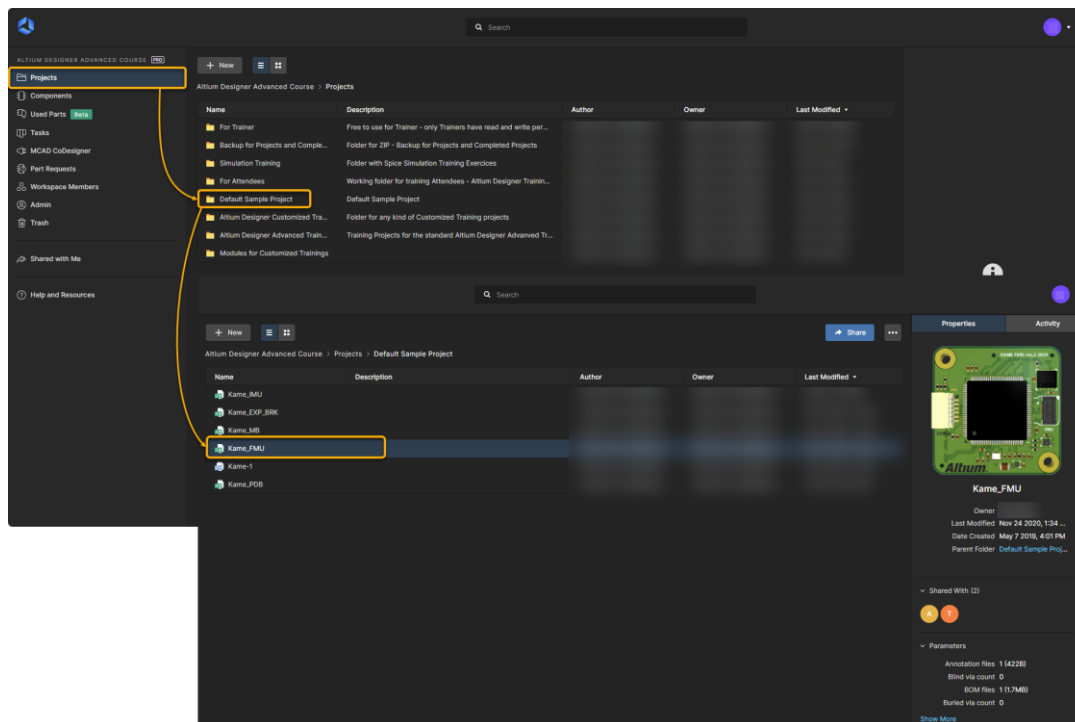 Search
ALTIUM DESIGNER ADVANCED COURSE PRO
Projects
Components
Used Parts Beta
Tasks
MCAD CoDesigner
Part Requests
Workspace Members
Admin
Trash
Shared with Me
Help and Resources
+ New
Altium Designer Advanced Course > Projects
Name Description Author Owner Last Modified
For Trainer Free to use for Trainer - only Trainers have read and write per...
Backup for Projects and Comple... Folder for ZIP - Backup for Projects and Completed Projects
Simulation Training Folder with Spice Simulation Training Exercices
For Attendees Working folder for training Attendees - Altium Designer Trainin...
Default Sample Project Default Sample Project
Altium Designer Customized Tra... Folder for any kind of Customized Training projects
Altium Designer Advanced Train... Training Projects for the standard Altium Designer Advanved Tr...
Modules for Customized Trainings
Search
+ New Share ...
Altium Designer Advanced Course > Projects > Default Sample Project
Name Description Author Owner Last Modified
Kame_IMU
Kame_EXP_BRK
Kame_MB
Kame_FMU
Kame-1
Kame_PDB
Properties Activity
Altium
Kame_FMU
Owner
Last Modified Nov 24 2020, 1:34 ...
Date Created May 7 2019, 4:01 PM
Parent Folder Default Sample Proj...
Shared With (2)
A T
Parameters
Annotation files 1 (422B)
Blind via count 0
BOM files 1 (1.7MB)
Buried via count 0
Show More